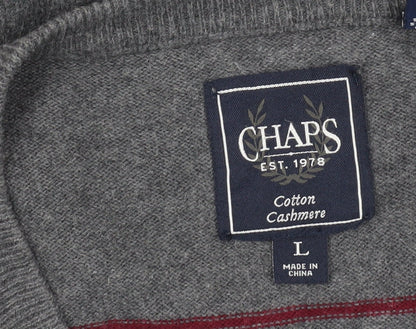 CHAPS
EST. 1978
Cotton
Cashmere
L
MADE IN
CHINA